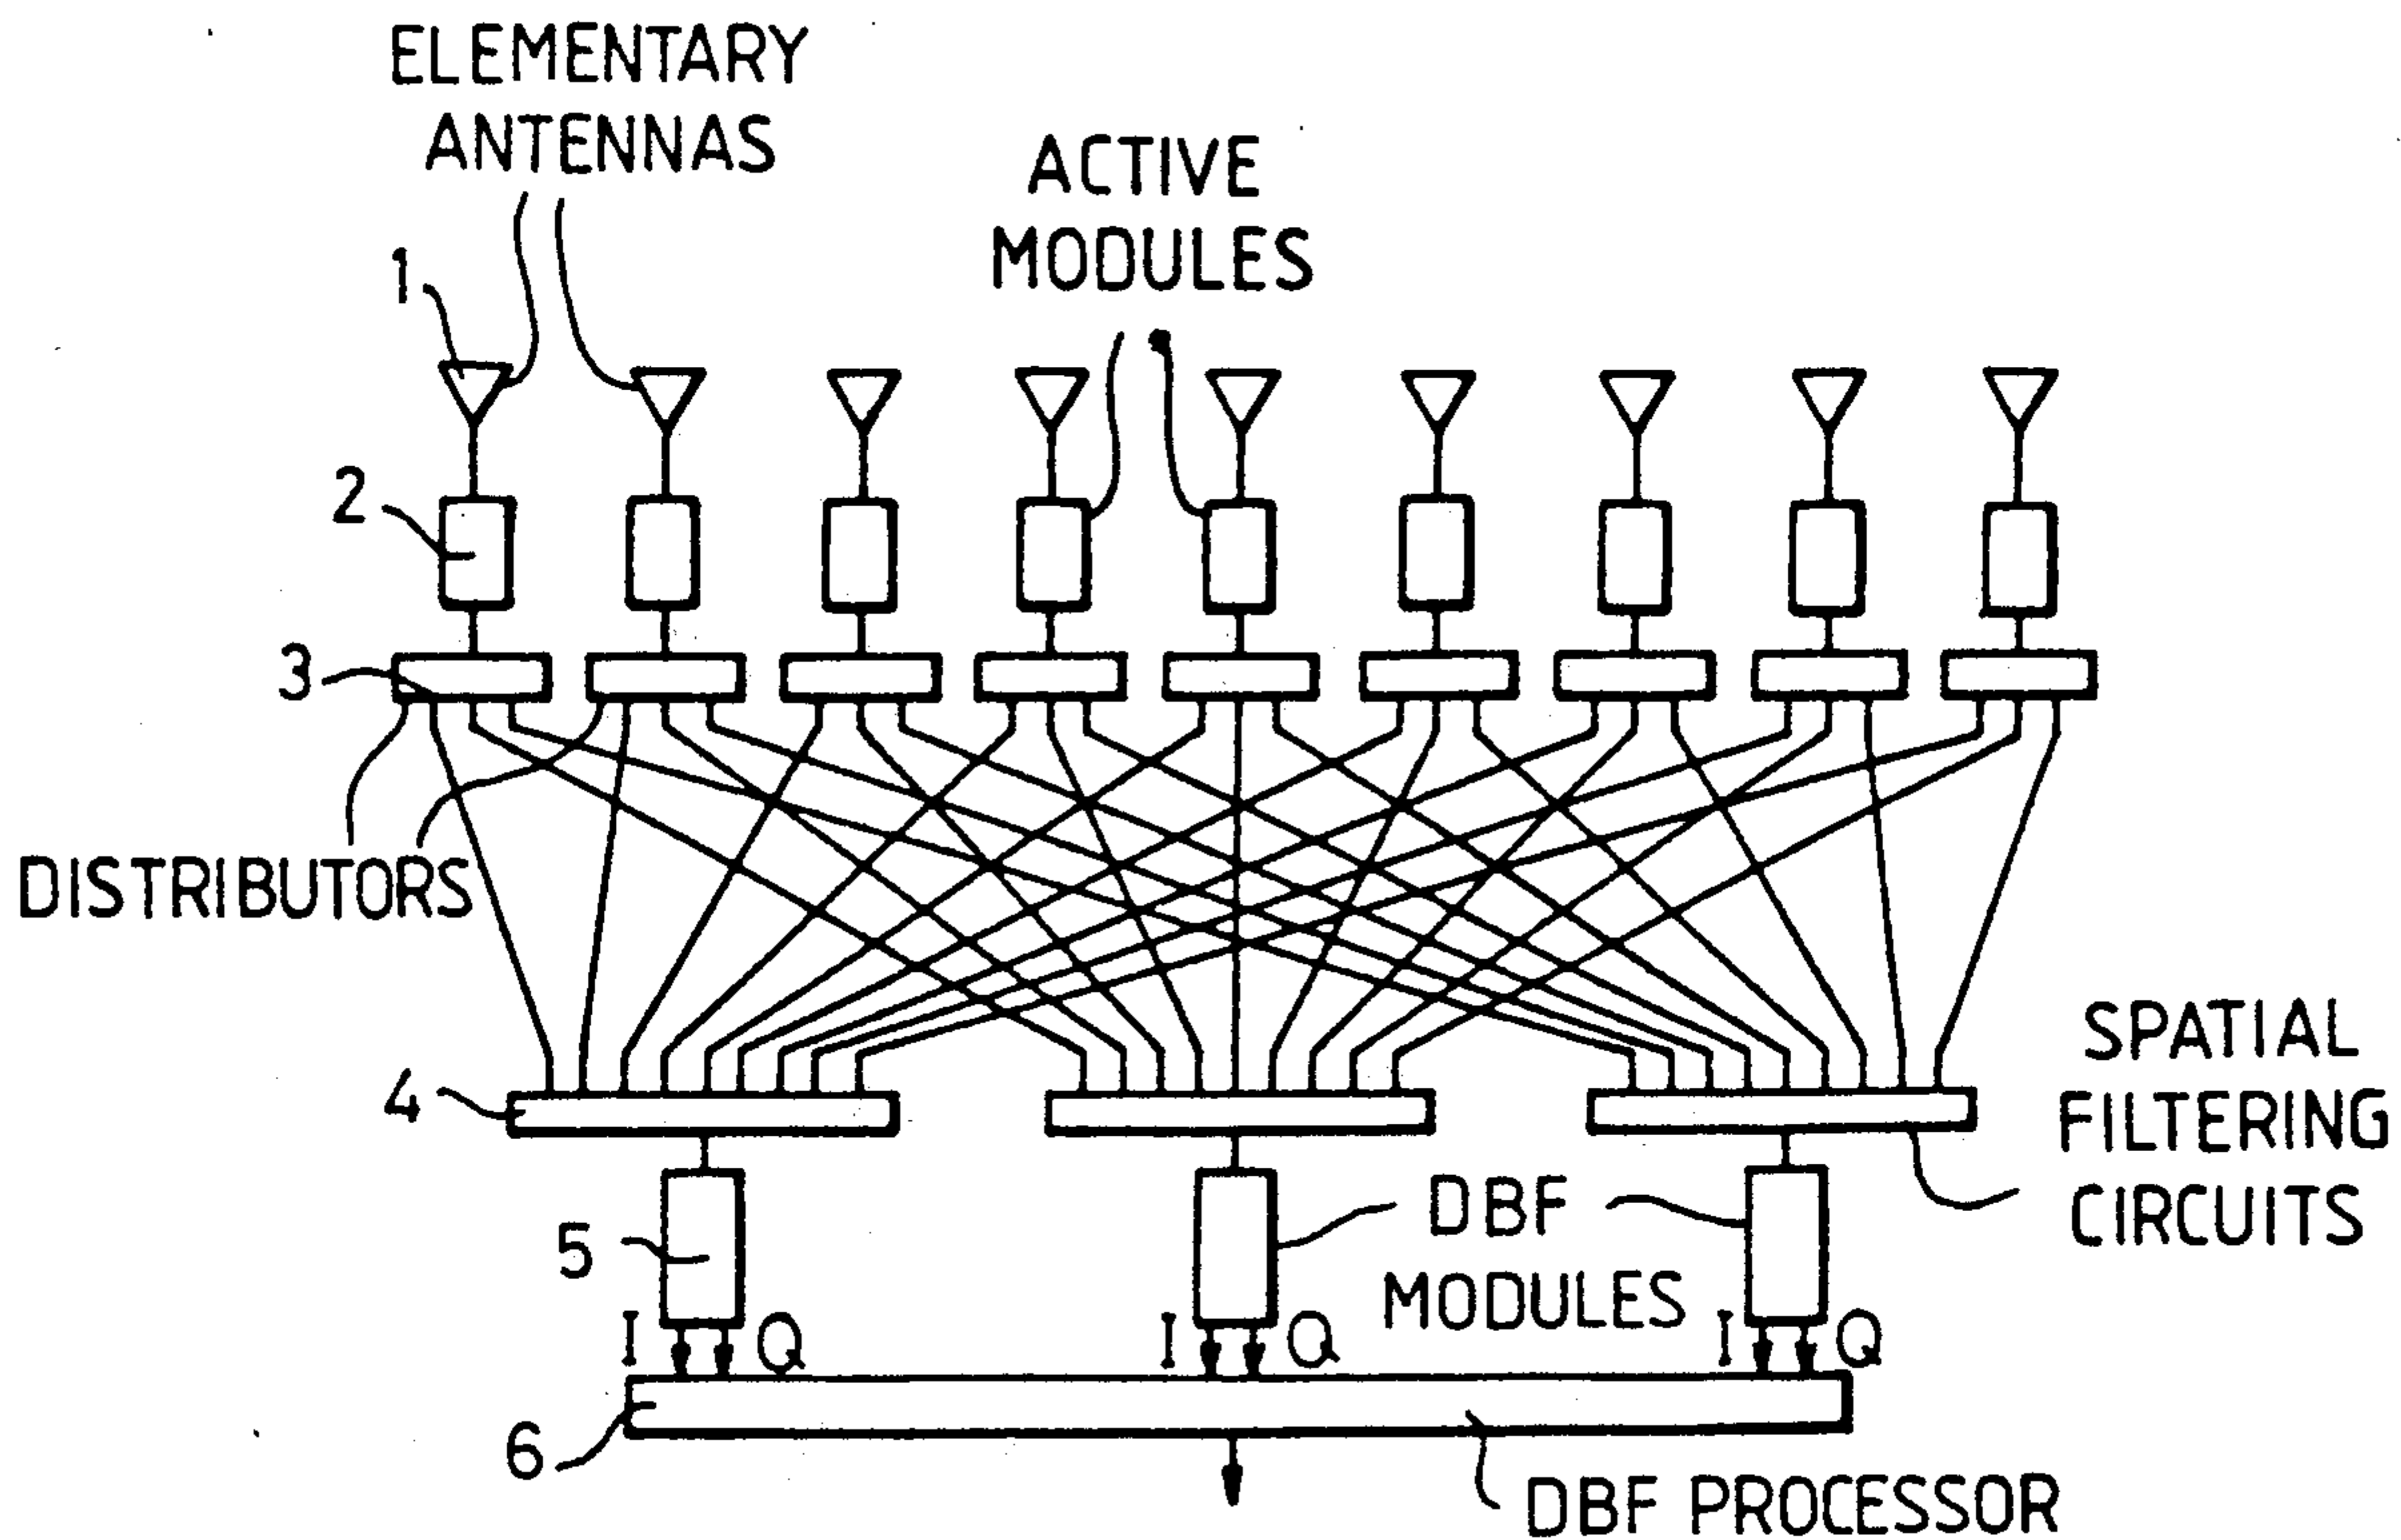 ELEMENTARY
ANTENNAS
ACTIVE
MODULES
1
2
3
DISTRIBUTORS
4
SPATIAL
FILTERING
CIRCUITS
5
DBF
MODULES
I Q I Q I Q
6
DBF PROCESSOR